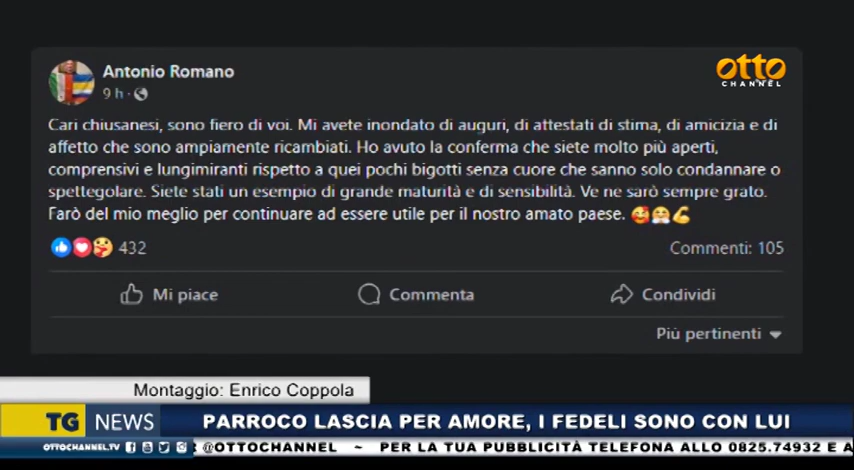 Antonio Romano
9 h
otto
CHANNEL
Cari chiusanesi, sono fiero di voi. Mi avete inondato di auguri, di attestati di stima, di amicizia e di
affetto che sono ampiamente ricambiati. Ho avuto la conferma che siete molto più aperti,
comprensivi e lungimiranti rispetto a quei pochi bigotti senza cuore che sanno solo condannare o
spettegolare. Siete stati un esempio di grande maturità e di sensibilità. Ve ne sarò sempre grato.
Farò del mio meglio per continuare ad essere utile per il nostro amato paese. 🥰🤗💪
432
Commenti: 105
Mi piace
Commenta
Condividi
Più pertinenti
Montaggio: Enrico Coppola
TG NEWS
PARROCO LASCIA PER AMORE, I FEDELI SONO CON LUI
OTTOCHANNEL.TV
@OTTOCHANNEL ~ PER LA TUA PUBBLICITÀ TELEFONA ALLO 0825.74932 E A